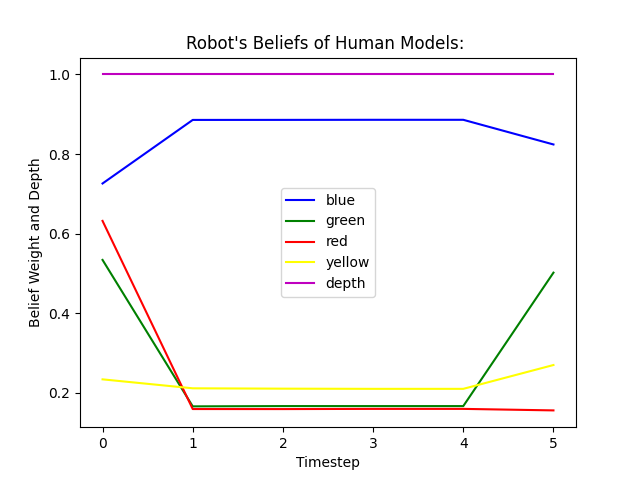 Robot's Beliefs of Human Models:
Belief Weight and Depth
1.0
0.8
0.6
0.4
0.2
blue
green
red
yellow
depth
0 1 2 3 4 5
Timestep